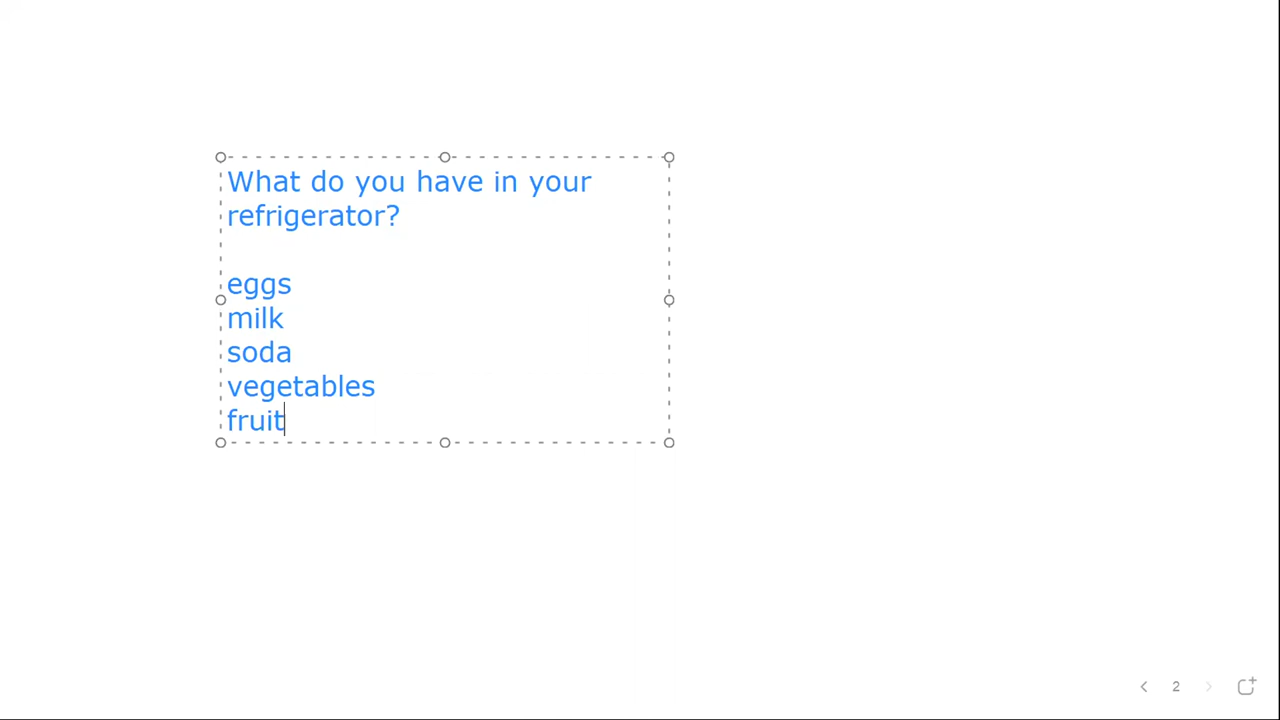 What do you have in your
refrigerator?
eggs
milk
soda
vegetables
fruit
2